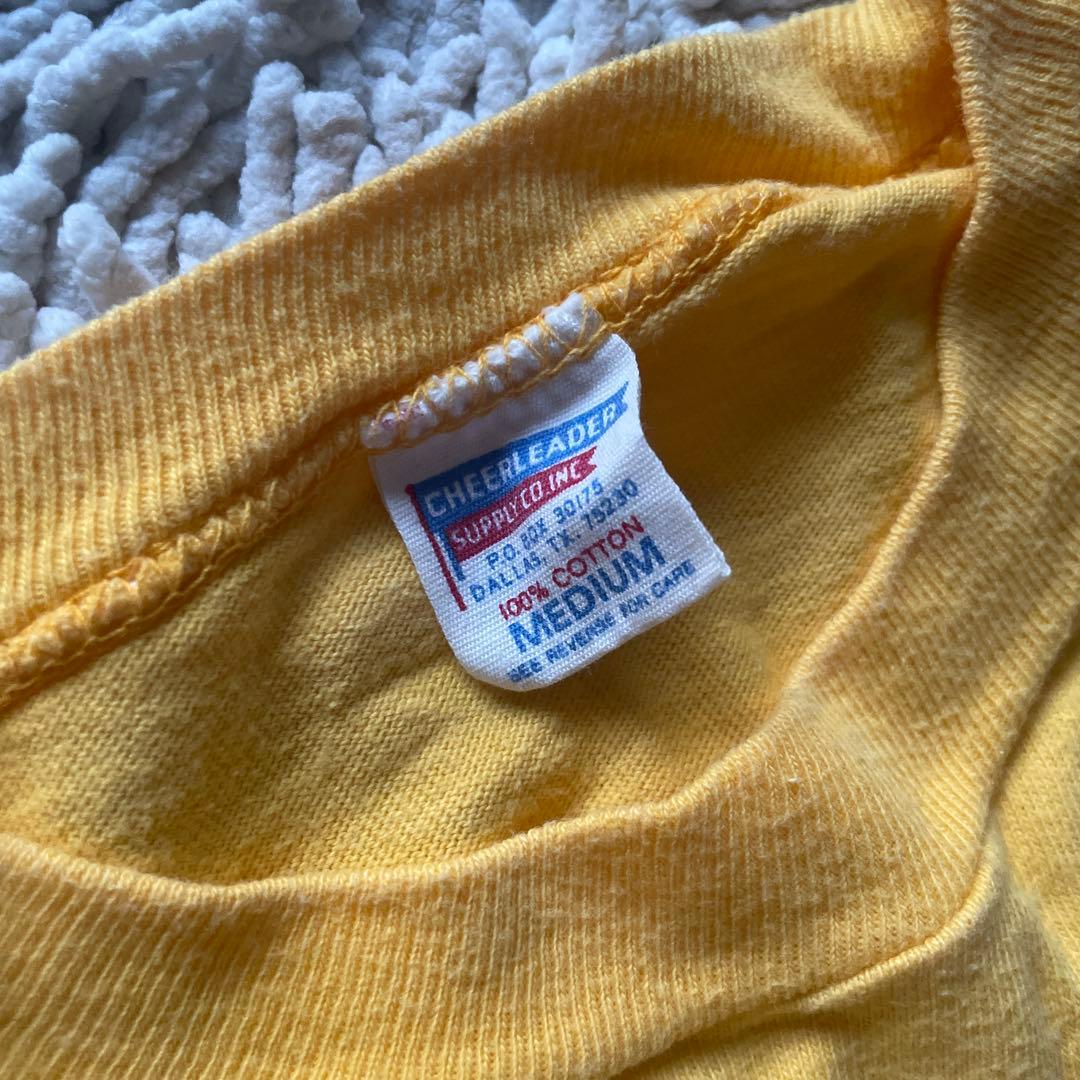 CHEERLEADER
SUPPLY CO. INC.
P.O. BOX 30175
DALLAS, TX. 75230
100% COTTON
MEDIUM
SEE REVERSE FOR CARE